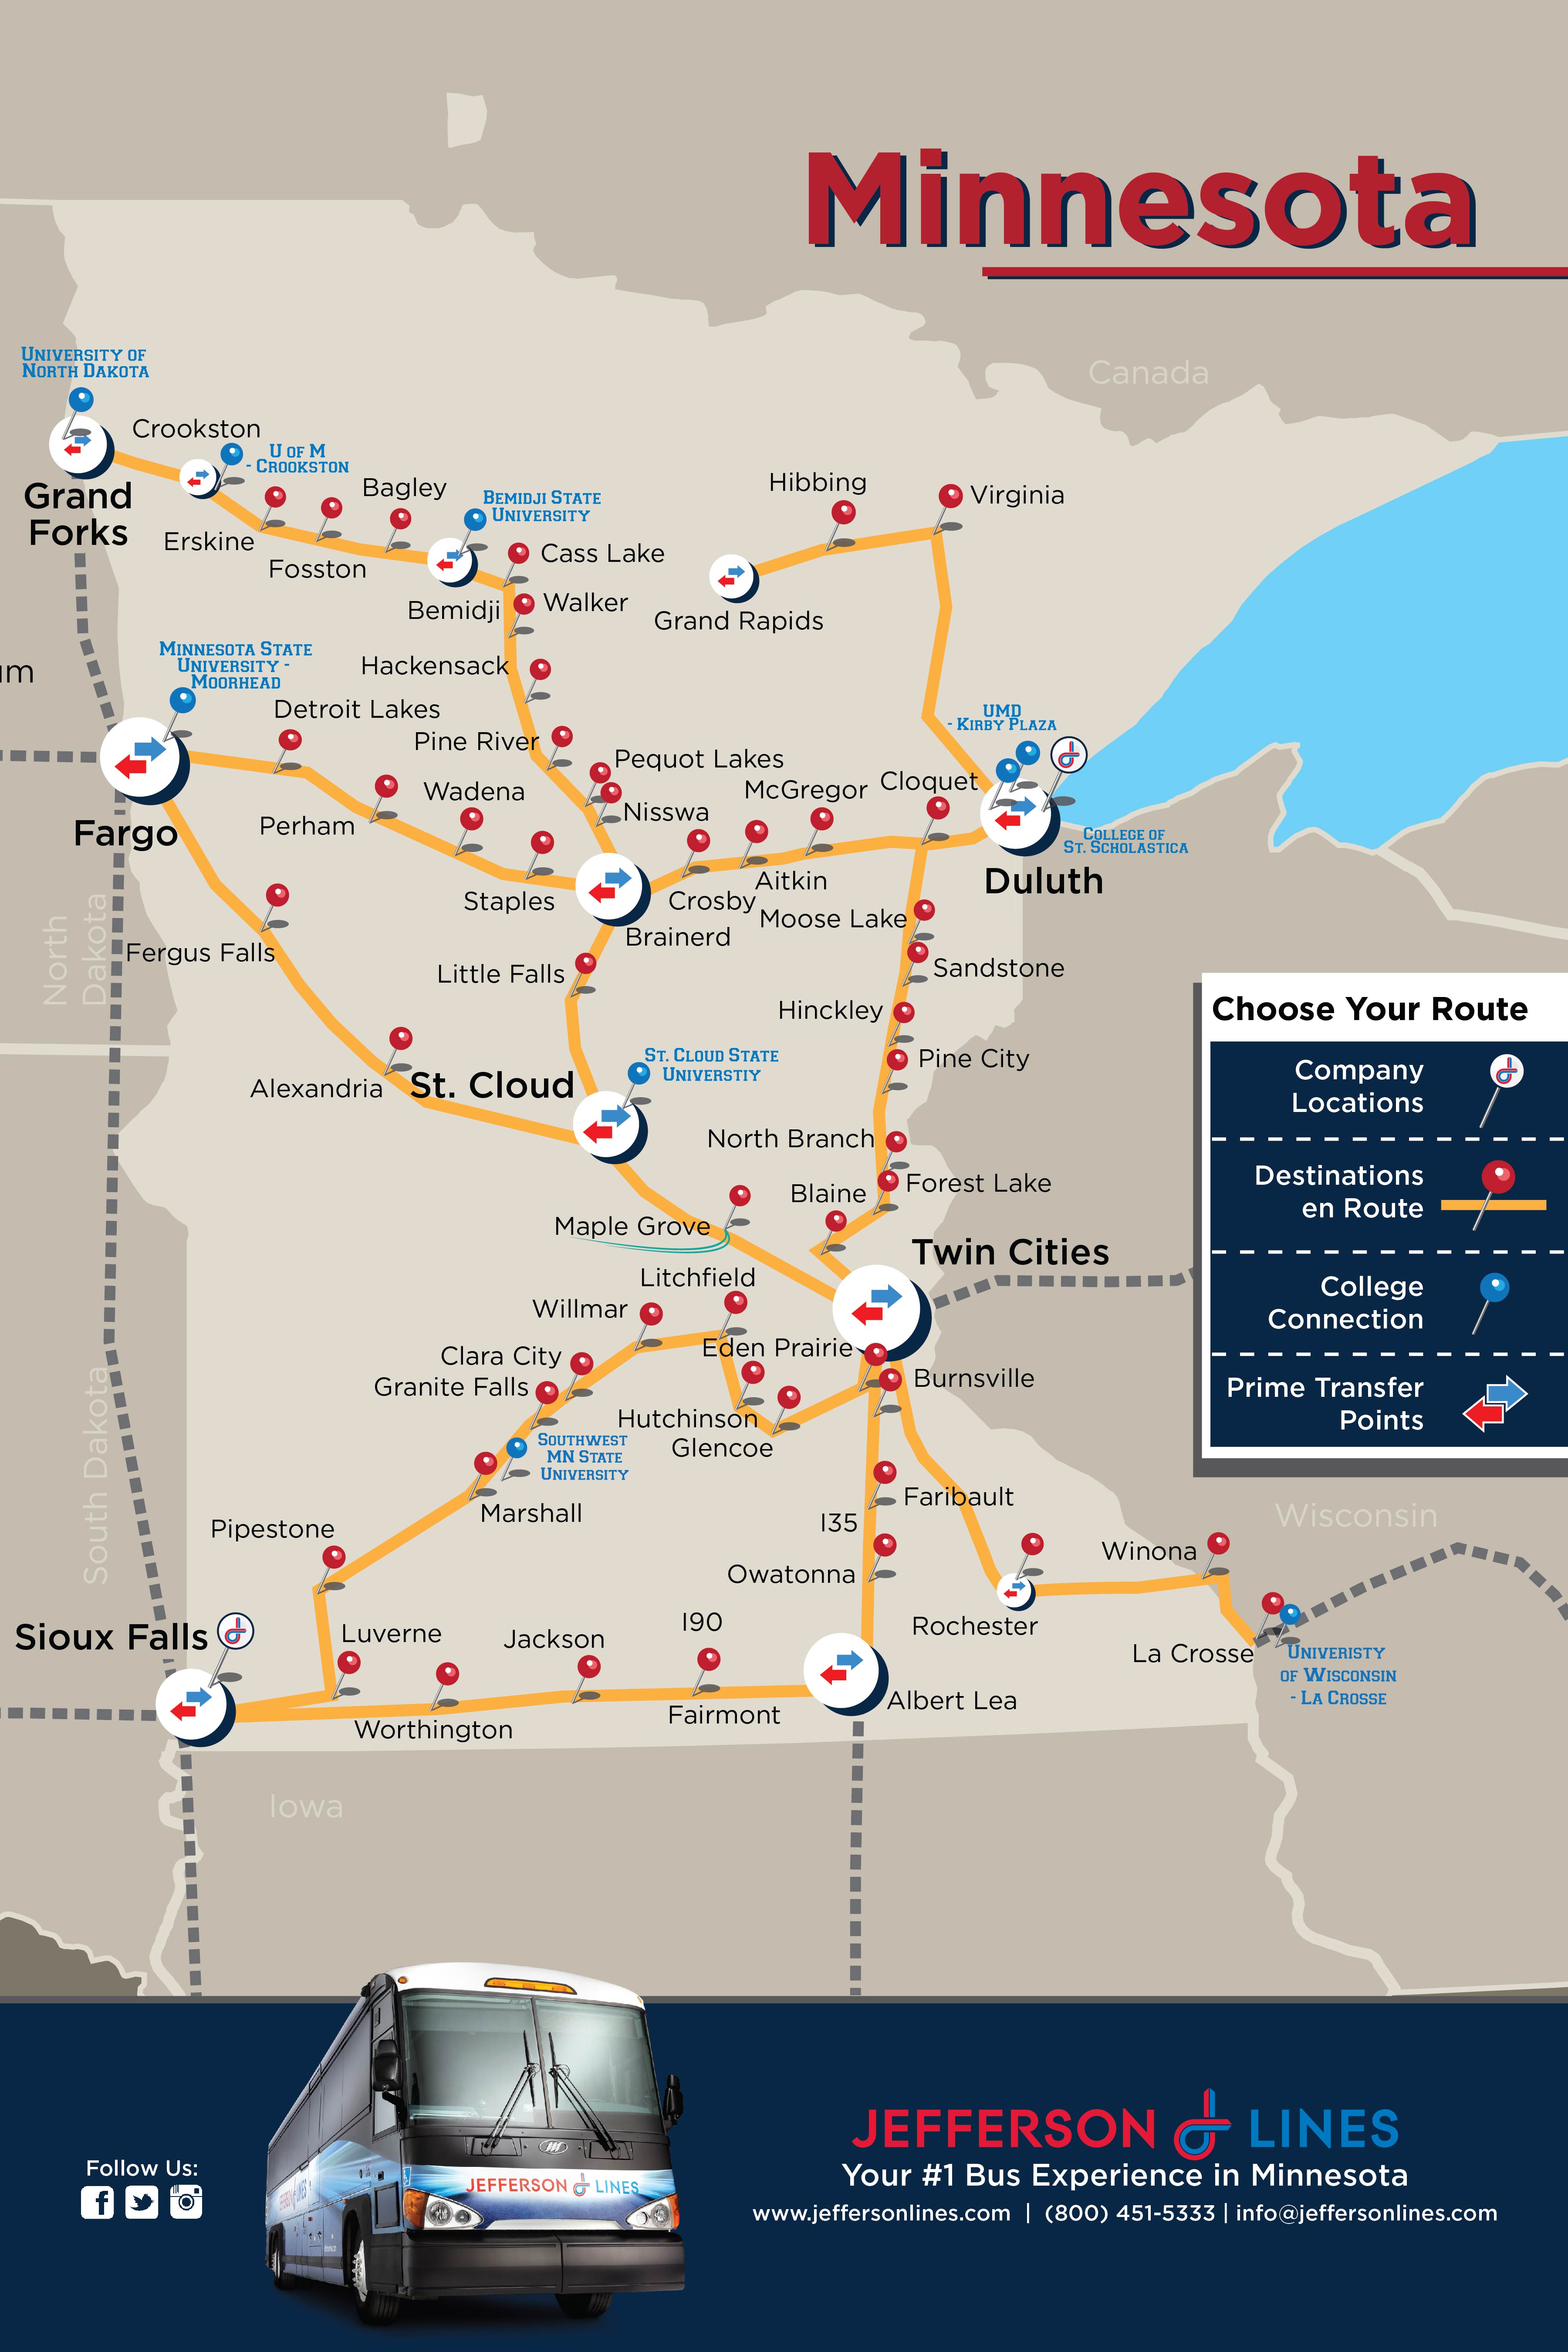 Minnesota
Canada
University of
North Dakota
Crookston
U of M
- Crookston
Grand
Forks
Erskine
Fosston
Bagley
Bemidji State
University
Bemidji
Cass Lake
Walker
Hackensack
Hibbing
Virginia
Grand Rapids
um
Minnesota State
University -
Moorhead
Detroit Lakes
Pine River
Pequot Lakes
Nisswa
Wadena
Perham
Fargo
Staples
McGregor
Cloquet
UMD
- Kirby Plaza
College of
St. Scholastica
Duluth
Crosby
Aitkin
Brainerd
Moose Lake
Sandstone
Hinckley
Pine City
North
Dakota
Fergus Falls
Little Falls
Alexandria
St. Cloud
St. Cloud State
Universtiy
North Branch
Forest Lake
Blaine
Maple Grove
Twin Cities
Litchfield
Willmar
Eden Prairie
Burnsville
Clara City
Granite Falls
Hutchinson
Glencoe
Southwest
MN State
University
Marshall
Pipestone
South Dakota
Faribault
I35
Owatonna
Rochester
Winona
La Crosse
Univeristy
of Wisconsin
- La Crosse
Wisconsin
Sioux Falls
Luverne
Worthington
Jackson
I90
Fairmont
Albert Lea
Iowa
Choose Your Route
Company
Locations
Destinations
en Route
College
Connection
Prime Transfer
Points
Follow Us:
JEFFERSON LINES
JEFFERSON LINES
Your #1 Bus Experience in Minnesota
www.jeffersonlines.com | (800) 451-5333 | info@jeffersonlines.com